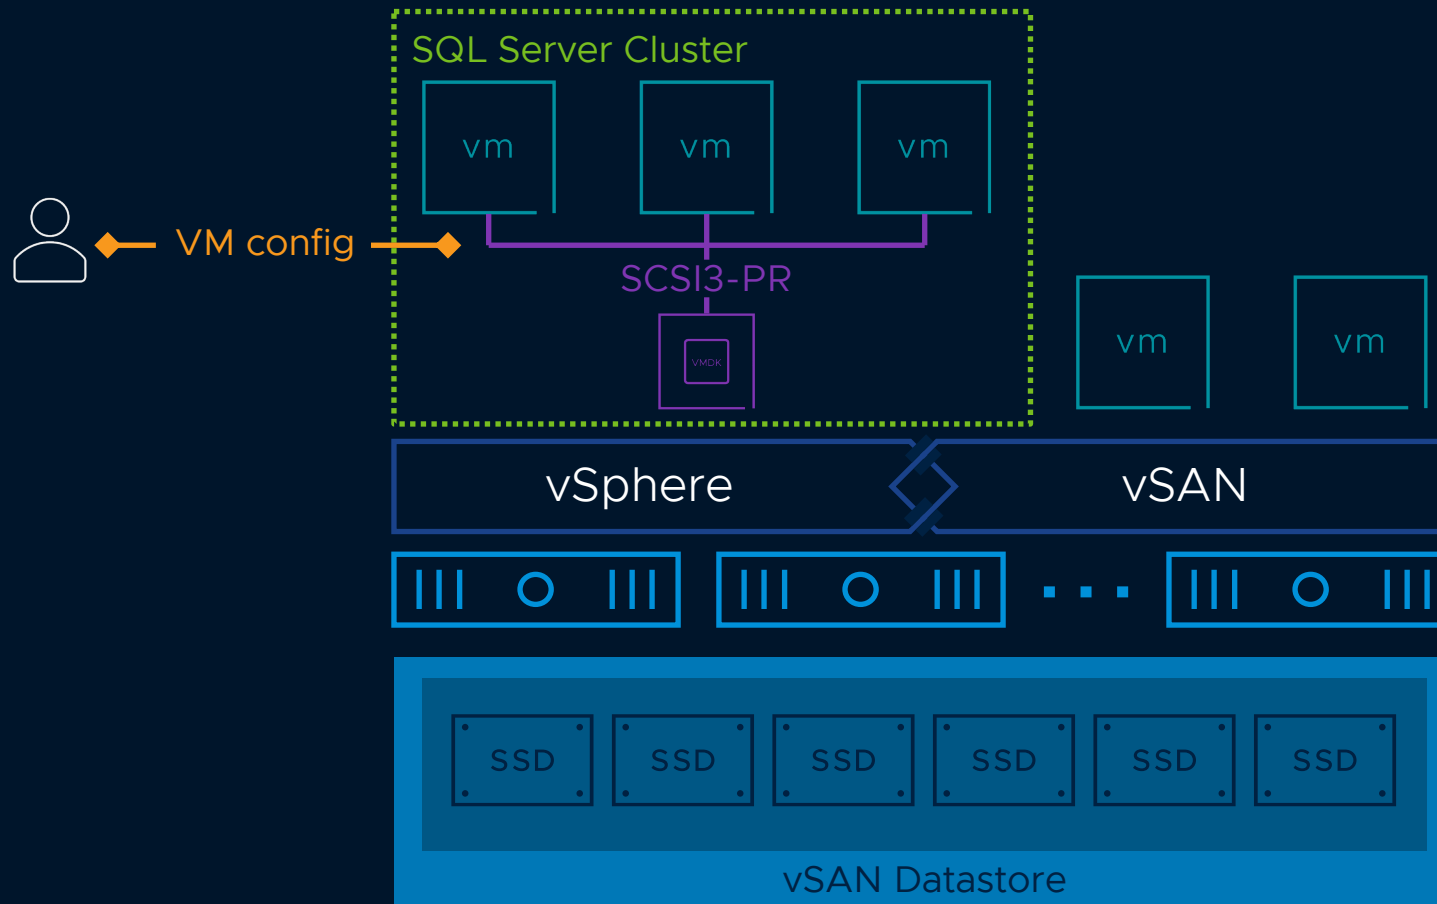 SQL Server Cluster
vm vm vm
VM config
SCSI3-PR
vm vm
VMDK
vSphere vSAN
SSD SSD SSD SSD SSD SSD
vSAN Datastore